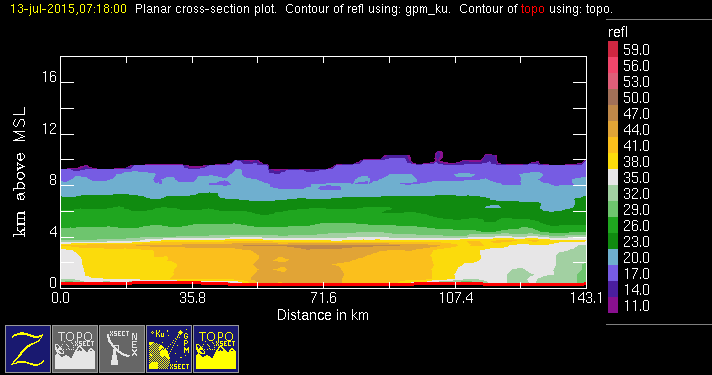 13-jul-2015,07:18:00 Planar cross-section plot. Contour of refl using: gpm_ku. Contour of topo using: topo.
refl
59.0
56.0
53.0
50.0
47.0
44.0
41.0
38.0
35.0
32.0
29.0
26.0
23.0
20.0
17.0
14.0
11.0
km above MSL
16
12
8
4
0
0.0 35.8 71.6 107.4 143.1
Distance in km
Z
TOPO XSECT
XSECT
Ku GPM XSECT
TOPO XSECT